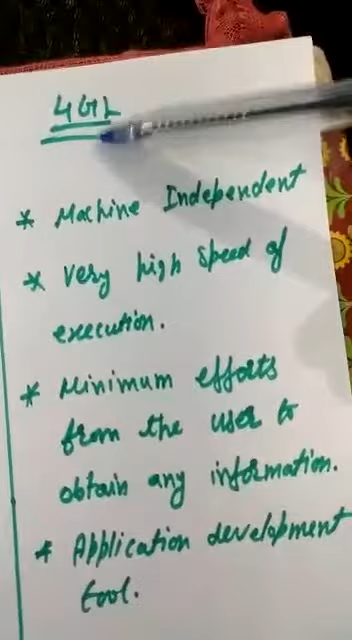 4GL
* Machine Independent
* Very high speed of
execution.
* Minimum efforts
from the user to
obtain any information.
* Application development
tool.